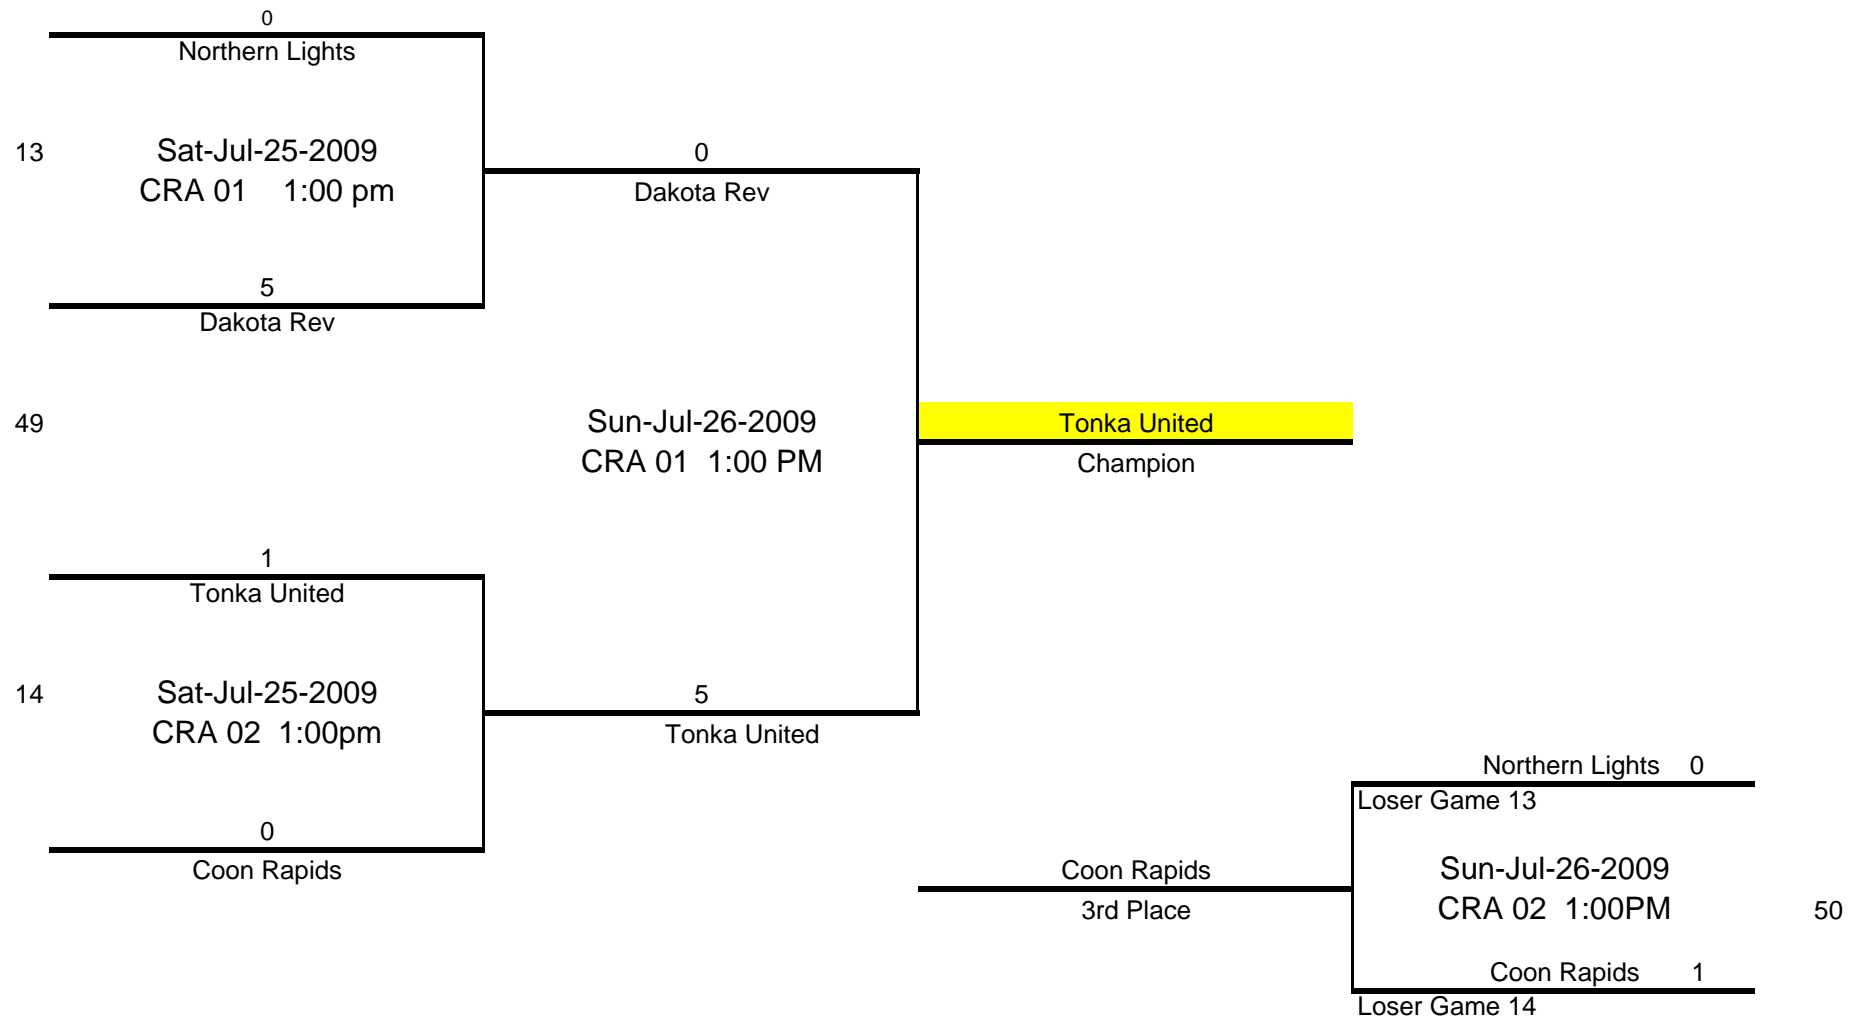 0
Northern Lights
13
Sat-Jul-25-2009
CRA 01 1:00 pm
0
Dakota Rev
5
Dakota Rev
49
Sun-Jul-26-2009
CRA 01 1:00 PM
Tonka United
Champion
1
Tonka United
14
Sat-Jul-25-2009
CRA 02 1:00pm
5
Tonka United
0
Coon Rapids
Northern Lights 0
Loser Game 13
Coon Rapids
3rd Place
Sun-Jul-26-2009
CRA 02 1:00PM
50
Coon Rapids 1
Loser Game 14